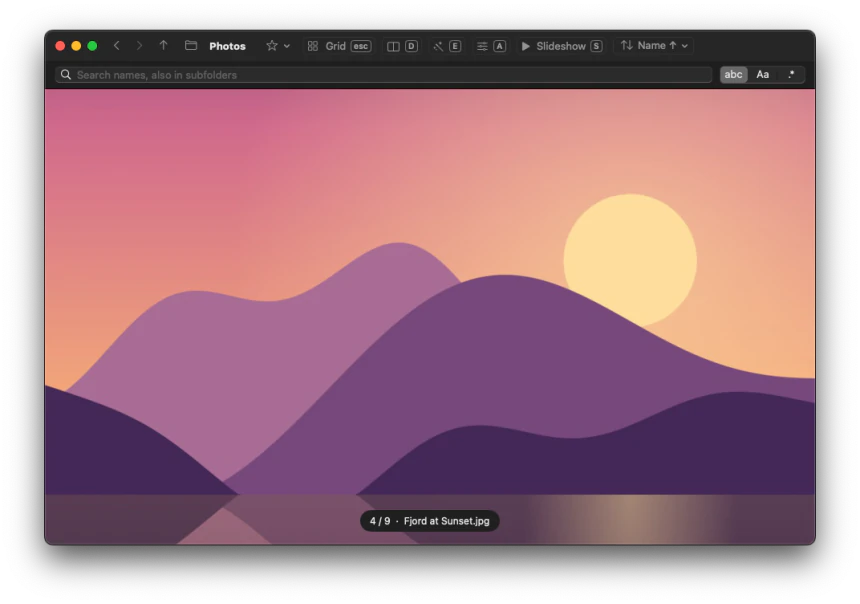 Photos Grid esc D E A Slideshow S Name
Search names, also in subfolders abc Aa .*
4 / 9 · Fjord at Sunset.jpg